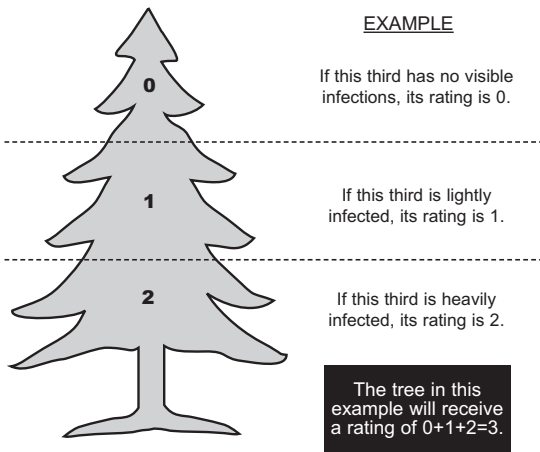 EXAMPLE
0
If this third has no visible
infections, its rating is 0.
1
If this third is lightly
infected, its rating is 1.
2
If this third is heavily
infected, its rating is 2.
The tree in this
example will receive
a rating of 0+1+2=3.